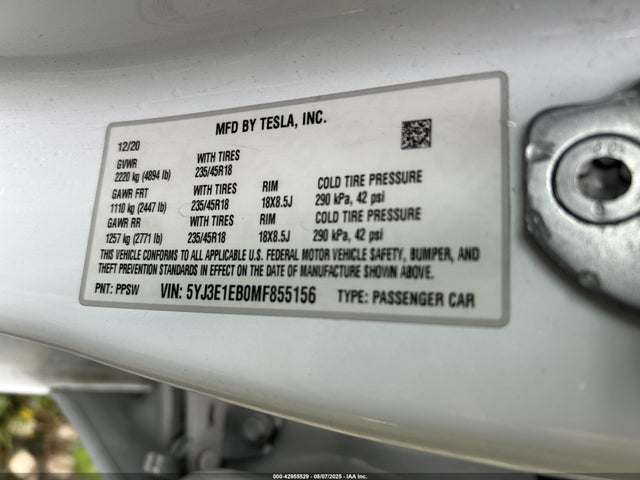 MFD BY TESLA, INC.
12/20
GVWR WITH TIRES
2220 kg (4894 lb) 235/45R18
GAWR FRT WITH TIRES RIM COLD TIRE PRESSURE
1110 kg (2447 lb) 235/45R18 18X8.5J 290 kPa, 42 psi
GAWR RR WITH TIRES RIM COLD TIRE PRESSURE
1257 kg (2771 lb) 235/45R18 18X8.5J 290 kPa, 42 psi
THIS VEHICLE CONFORMS TO ALL APPLICABLE U.S. FEDERAL MOTOR VEHICLE SAFETY, BUMPER, AND
THEFT PREVENTION STANDARDS IN EFFECT ON THE DATE OF MANUFACTURE SHOWN ABOVE.
PNT: PPSW VIN: 5YJ3E1EB0MF855156 TYPE: PASSENGER CAR
000-42955529 - 08/07/2025 - IAA Inc.